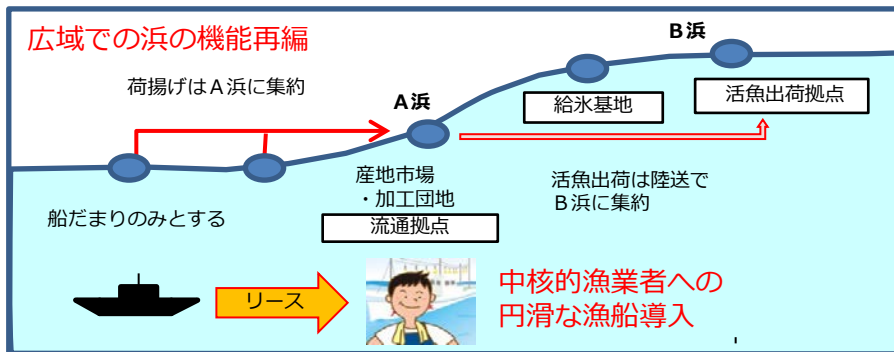 広域での浜の機能再編
荷揚げはＡ浜に集約
Ａ浜
Ｂ浜
給氷基地
活魚出荷拠点
産地市場
・加工団地
流通拠点
活魚出荷は陸送で
Ｂ浜に集約
船だまりのみとする
リース
中核的漁業者への
円滑な漁船導入